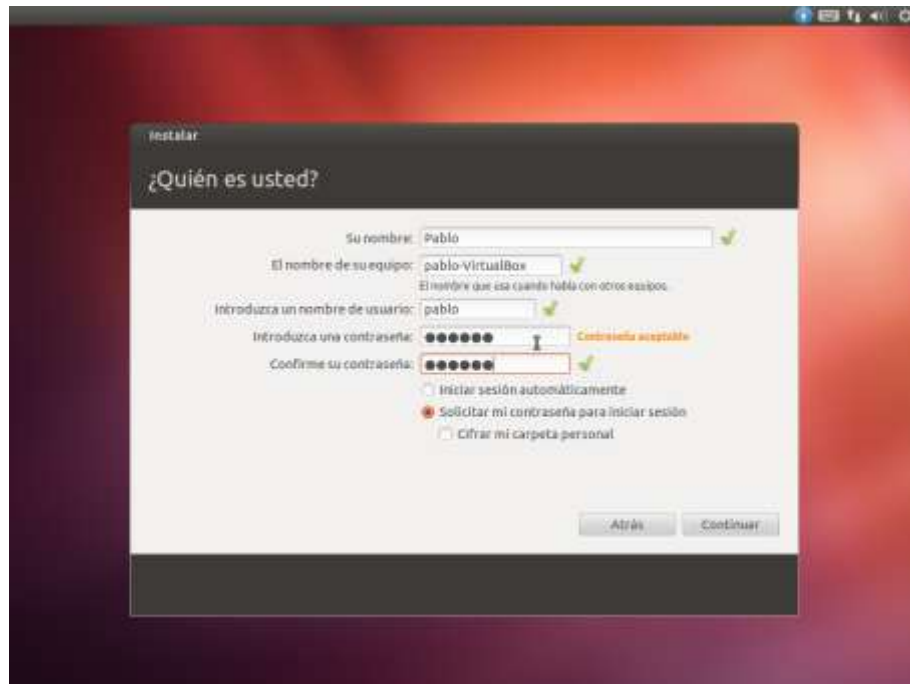 Instalar
¿Quién es usted?
Su nombre: Pablo
El nombre de su equipo: pablo-VirtualBox
El nombre que usa cuando habla con otros equipos.
Introduzca un nombre de usuario: pablo
Introduzca una contraseña: ●●●●●● Contraseña aceptable
Confirme su contraseña: ●●●●●●
Iniciar sesión automáticamente
Solicitar mi contraseña para iniciar sesión
Cifrar mi carpeta personal
Atrás Continuar